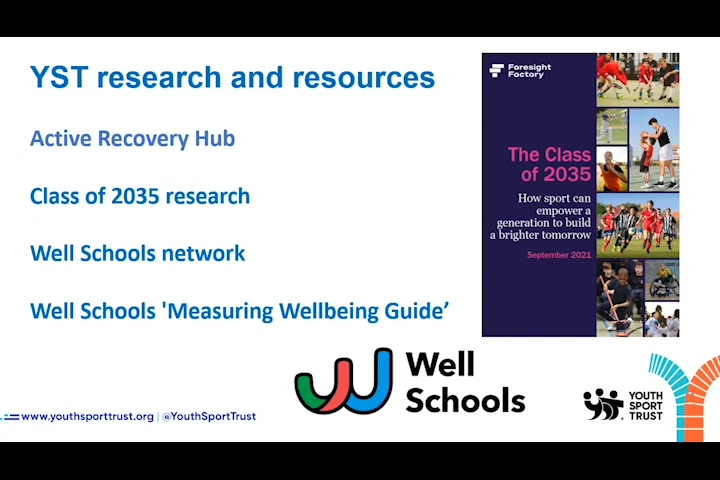 YST research and resources
Active Recovery Hub
Class of 2035 research
Well Schools network
Well Schools 'Measuring Wellbeing Guide’
Foresight
Factory
The Class
of 2035
How sport can
empower a
generation to build
a brighter tomorrow
September 2021
Well
Schools
www.youthsporttrust.org | @YouthSportTrust
YOUTH
SPORT
TRUST